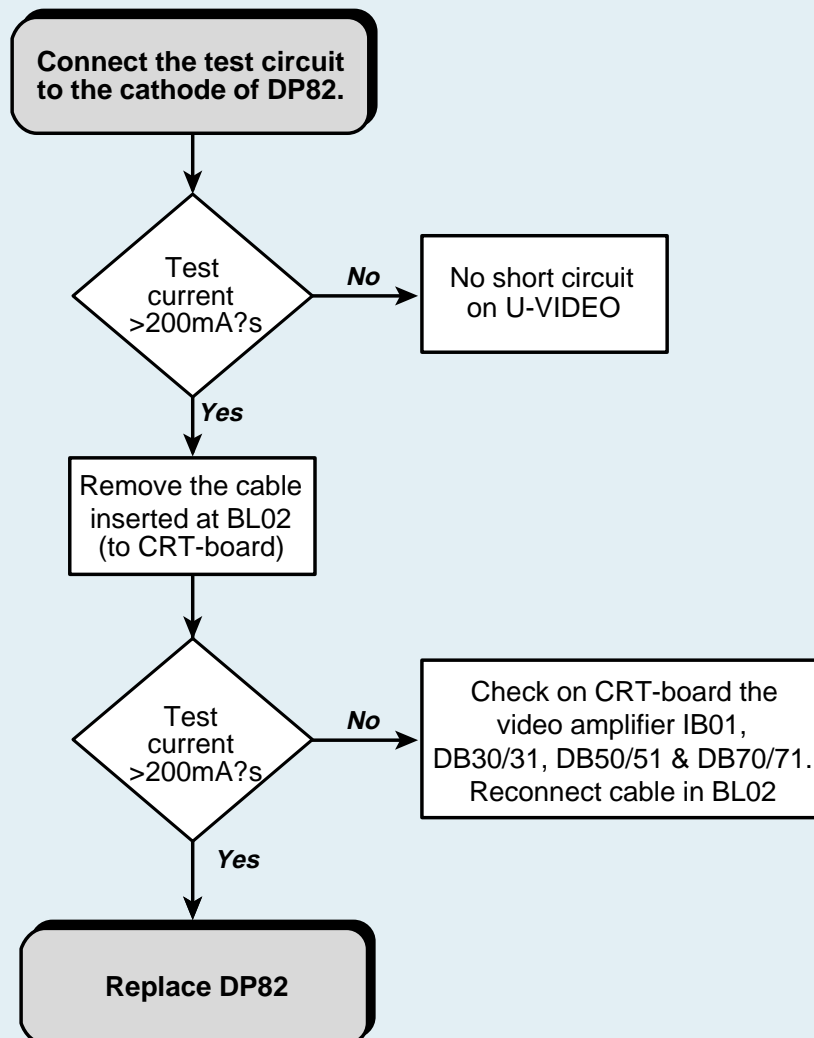 Connect the test circuit
to the cathode of DP82.
Test
current
>200mA?s
No
No short circuit
on U-VIDEO
Yes
Remove the cable
inserted at BL02
(to CRT-board)
Test
current
>200mA?s
No
Check on CRT-board the
video amplifier IB01,
DB30/31, DB50/51 & DB70/71.
Reconnect cable in BL02
Yes
Replace DP82